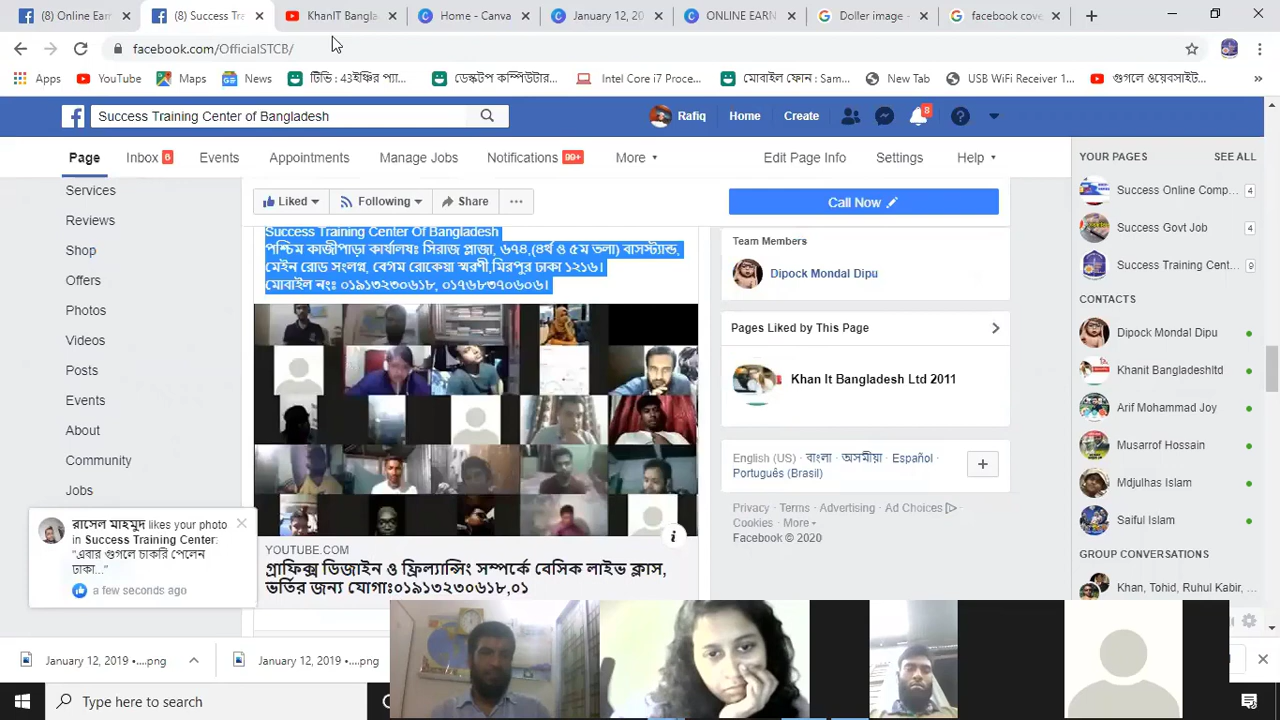 (8) Online Earn
(8) Success Tra
KhanIT Bangla
Home - Canva
January 12, 20
ONLINE EARN
Doller image -
facebook cove
facebook.com/OfficialSTCB/
Apps
YouTube
Maps
News
টিভি : 43ইঞ্চির প্যা...
ডেস্কটপ কম্পিউটার...
Intel Core i7 Proce...
মোবাইল ফোন : Sam...
New Tab
USB WiFi Receiver 1...
গুগলে ওয়েবসাইট...
Success Training Center of Bangladesh
Rafiq
Home
Create
8
Page
Inbox 6
Events
Appointments
Manage Jobs
Notifications 99+
More
Edit Page Info
Settings
Help
Services
Reviews
Shop
Offers
Photos
Videos
Posts
Events
About
Community
Jobs
Liked
Following
Share
Call Now
Success Training Center Of Bangladesh
পশ্চিম কাজীপাড়া কার্যালয়ঃ সিরাজ প্লাজা, ৬৭৪,(৪র্থ ও ৫ম তলা) বাসস্ট্যান্ড,
মেইন রোড সংলগ্ন, বেগম রোকেয়া স্মরণী,মিরপুর ঢাকা ১২১৬।
মোবাইল নংঃ ০১৯১৩২৩০৬১৮, ০১৭৬৮৩৭০৬০৬।
YOUTUBE.COM
গ্রাফিক্স ডিজাইন ও ফ্রিল্যান্সিং সম্পর্কে বেসিক লাইভ ক্লাস,
ভর্তির জন্য যোগাঃ০১৯১৩২৩০৬১৮,০১
Team Members
Dipock Mondal Dipu
Pages Liked by This Page
Khan It Bangladesh Ltd 2011
English (US) · বাংলা · অসমীয়া · Español ·
Português (Brasil)
Privacy · Terms · Advertising · Ad Choices ·
Cookies · More
Facebook © 2020
YOUR PAGES
SEE ALL
Success Online Comp... 4
Success Govt Job 4
Success Training Cent... 9
CONTACTS
Dipock Mondal Dipu
Khanit Bangladeshltd
Arif Mohammad Joy
Musarrof Hossain
Mdjulhas Islam
Saiful Islam
GROUP CONVERSATIONS
Khan, Tohid, Ruhul Kabir, ...
রাসেল মাহমুদ likes your photo
in Success Training Center:
"এবার গুগলে চাকরি পেলেন
ঢাকা..."
a few seconds ago
January 12, 2019 •....png
January 12, 2019 •....png
Type here to search